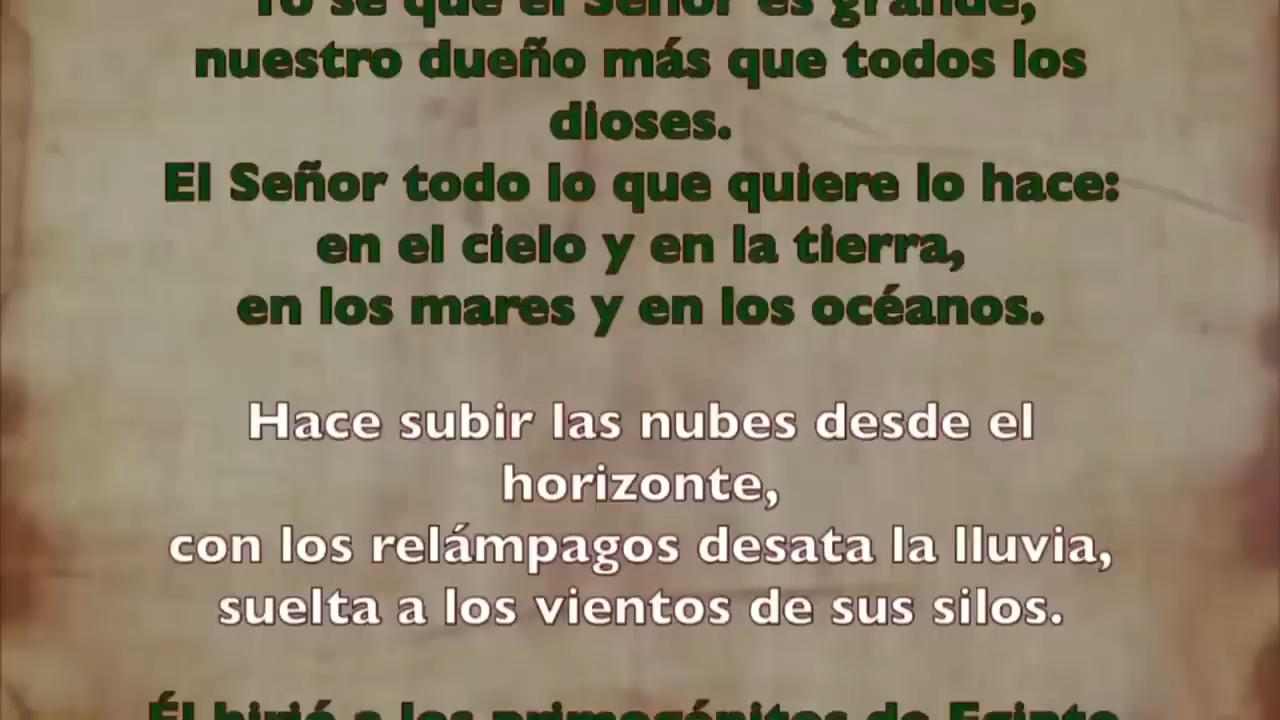 Yo sé que el Señor es grande,
nuestro dueño más que todos los
dioses.
El Señor todo lo que quiere lo hace:
en el cielo y en la tierra,
en los mares y en los océanos.
Hace subir las nubes desde el
horizonte,
con los relámpagos desata la lluvia,
suelta a los vientos de sus silos.
Él hirió a los primogénitos de Egipto